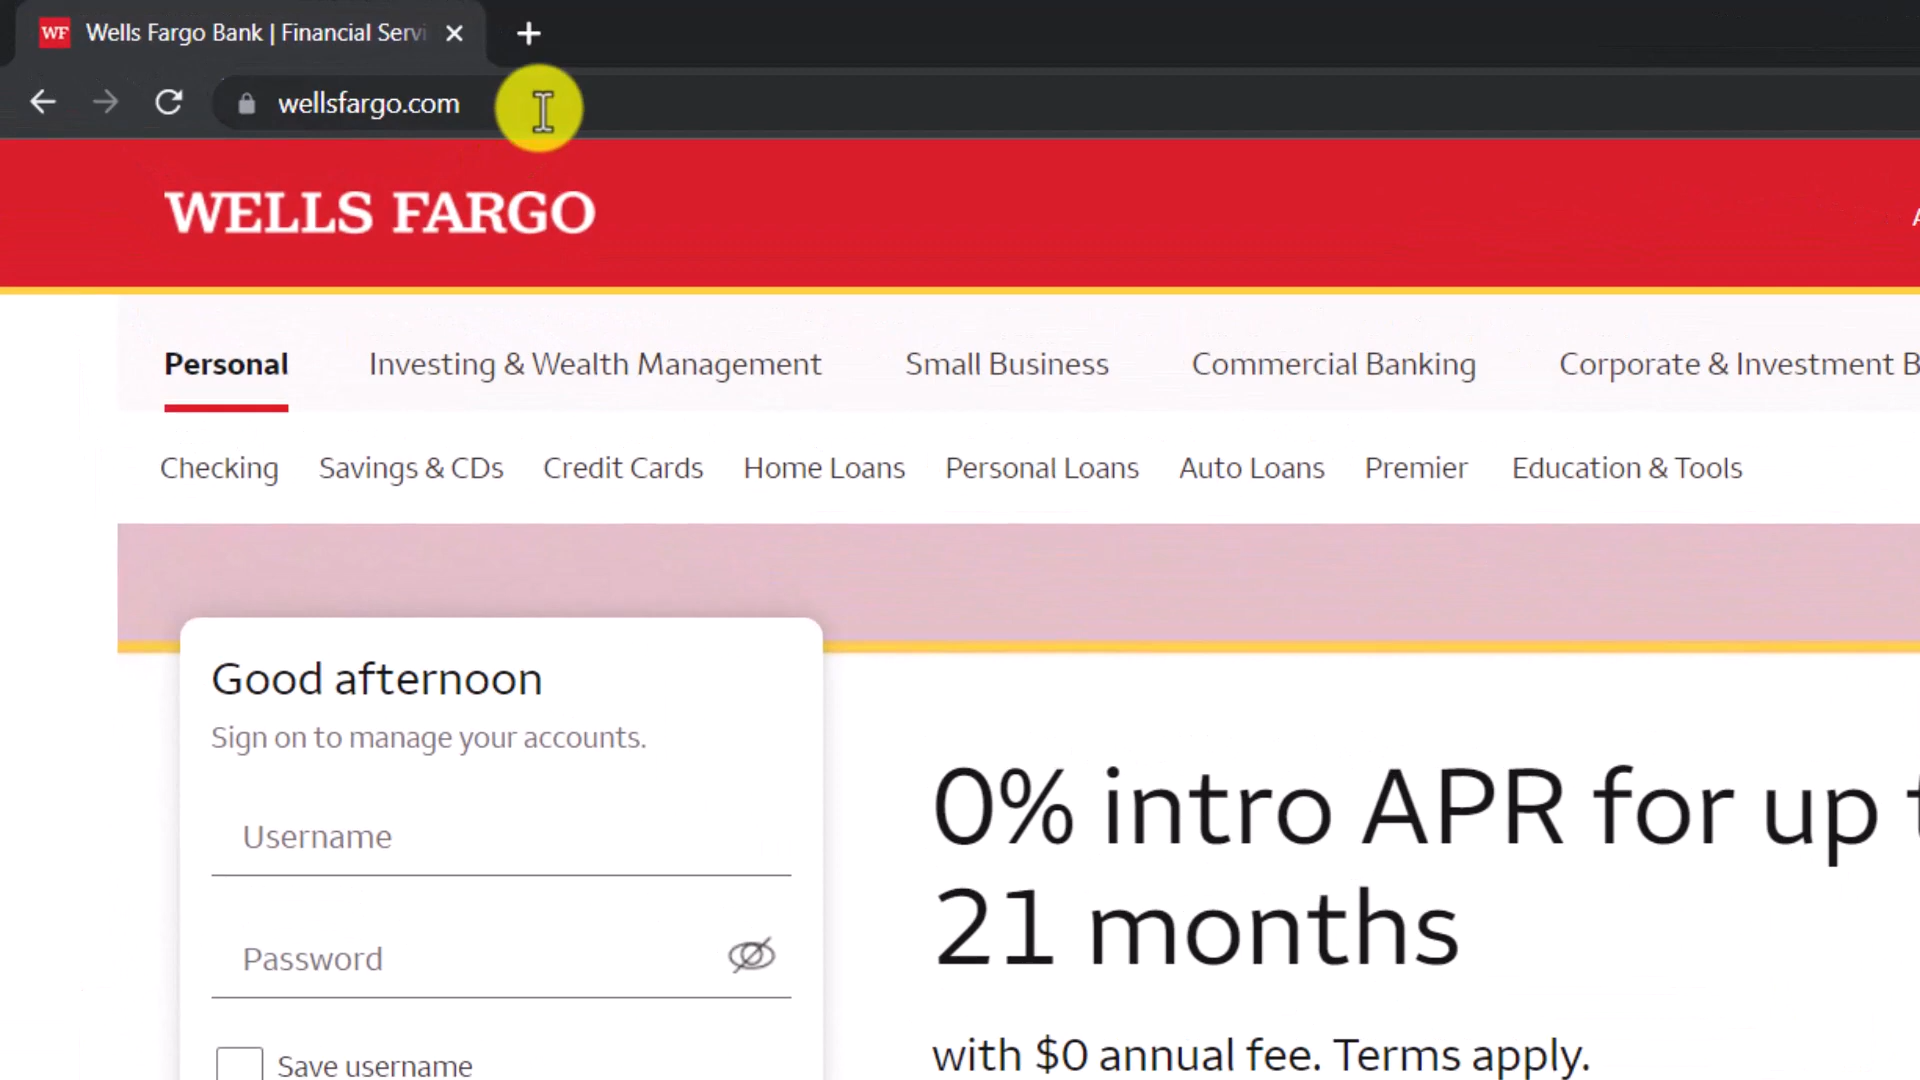 WF Wells Fargo Bank | Financial Servi
wellsfargo.com
WELLS FARGO
Personal Investing & Wealth Management Small Business Commercial Banking Corporate & Investment B
Checking Savings & CDs Credit Cards Home Loans Personal Loans Auto Loans Premier Education & Tools
Good afternoon
Sign on to manage your accounts.
Username
Password
Save username
0% intro APR for up t
21 months
with $0 annual fee. Terms apply.